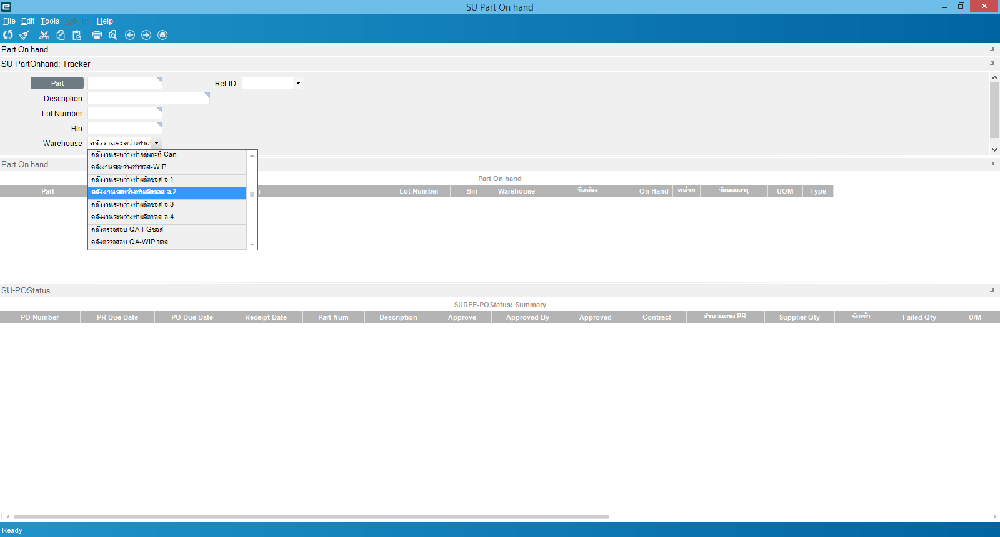 SU Part On hand
File Edit Tools Actions Help
Part On hand
SU-PartOnhand: Tracker
Part
Ref.ID
Description
Lot Number
Bin
Warehouse คลังงานระหว่างทำผ
คลังงานระหว่างทำกลุ่มกะทิ Can
คลังงานระหว่างทำซอส-WIP
คลังงานระหว่างทำผลิตซอส อ.1
คลังงานระหว่างทำผลิตซอส อ.2
คลังงานระหว่างทำผลิตซอส อ.3
คลังงานระหว่างทำผลิตซอส อ.4
คลังตรวจสอบ QA-FGซอส
คลังตรวจสอบ QA-WIP ซอส
Part On hand
Part On hand
Part Lot Number Bin Warehouse ชื่อคลัง On Hand หน่วย วันหมดอายุ UOM Type
SU-POStatus
SUREE-POStatus: Summary
PO Number PR Due Date PO Due Date Receipt Date Part Num Description Approve Approved By Approved Contract จำนวนตาม PR Supplier Qty รับเข้า Failed Qty U/M
Ready